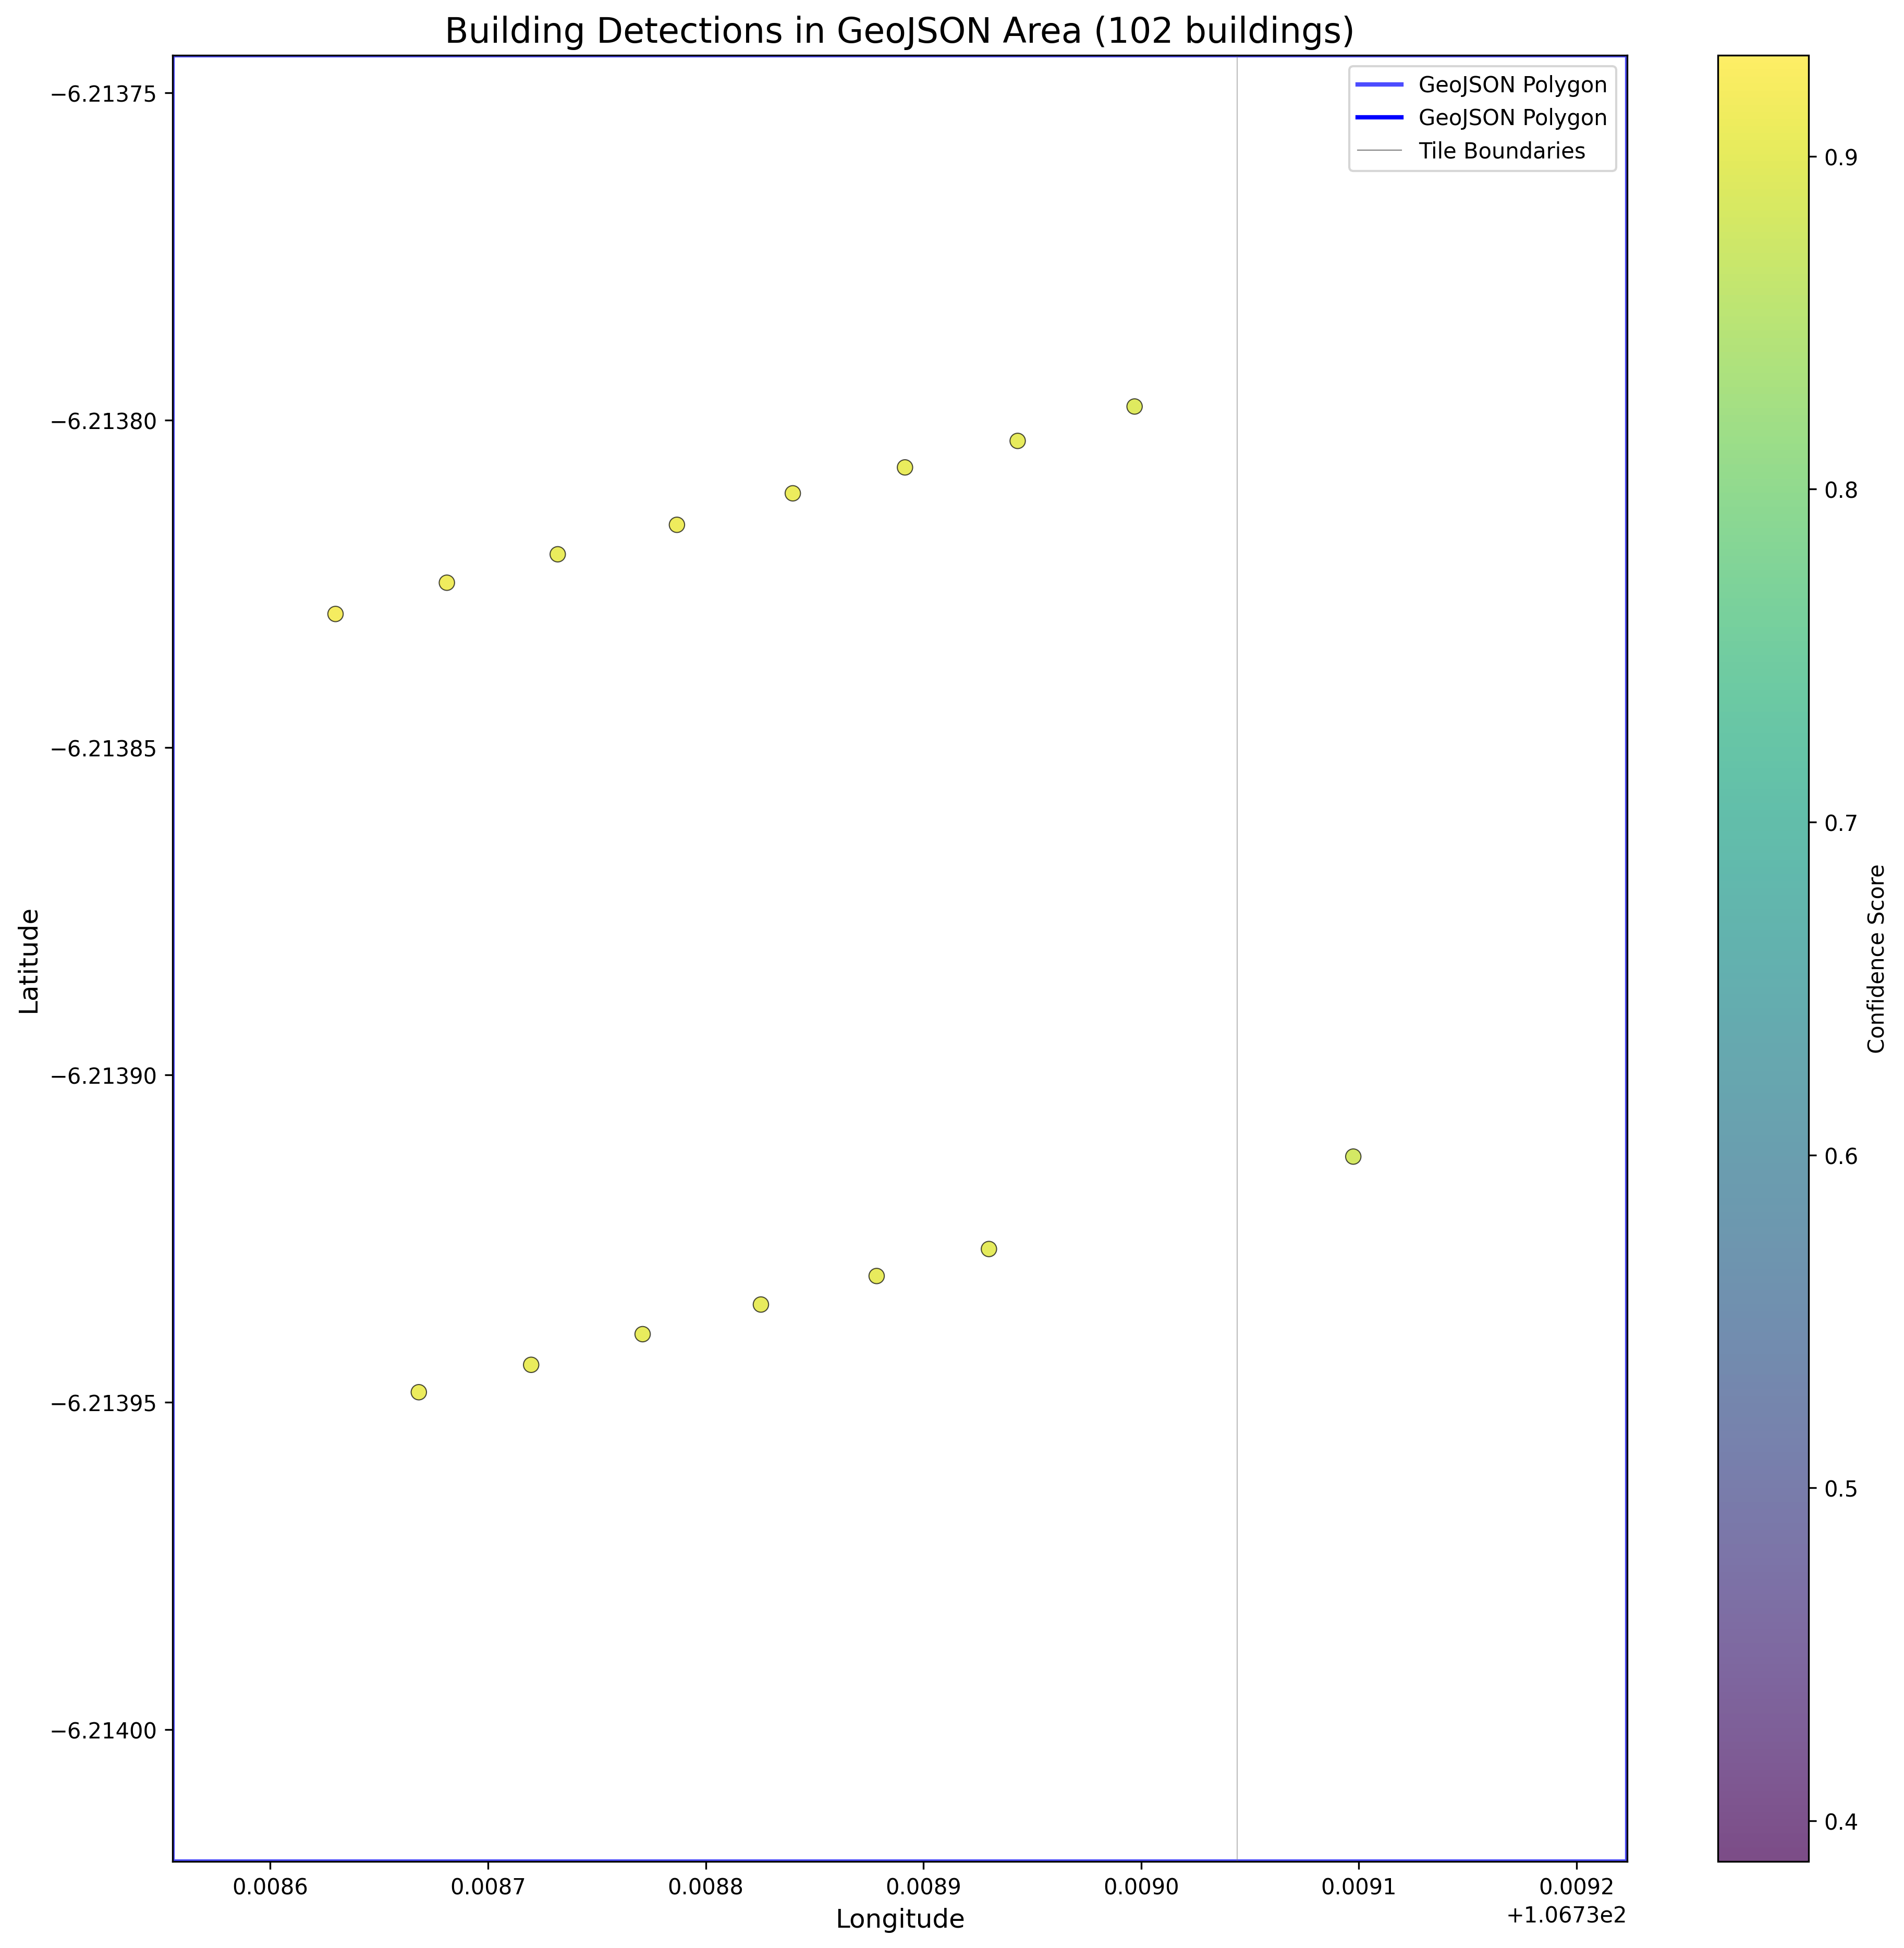 Building Detections in GeoJSON Area (102 buildings)
GeoJSON Polygon
GeoJSON Polygon
Tile Boundaries
−6.21375
−6.21380
−6.21385
−6.21390
−6.21395
−6.21400
Latitude
0.0086 0.0087 0.0088 0.0089 0.0090 0.0091 0.0092
+1.0673e2
Longitude
0.9
0.8
0.7
0.6
0.5
0.4
Confidence Score